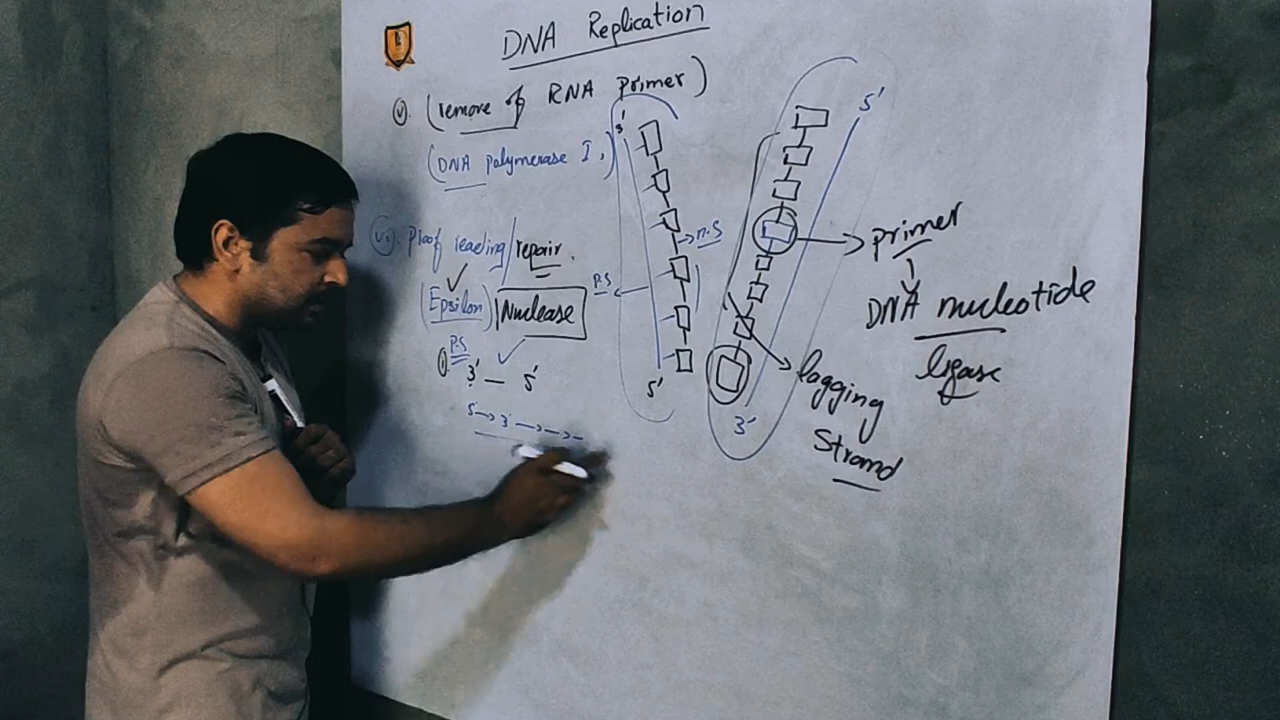 DNA Replication
(v). (remove of RNA primer)
(DNA polymerase I,)
(vi). Proof reading/repair.
(Epsilon) | Nuclease
(i) P.S
3' — 5'
5' → 3' → → –
3'
P.S
n.S
5'
5'
3'
primer
DNA nucleotide
ligase
lagging
Strand